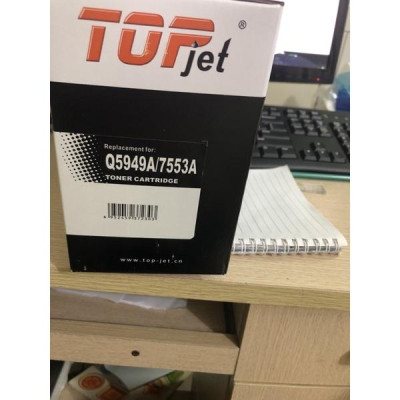 TOP®
jet
Replacement for:
Q5949A/7553A
TONER CARTRIDGE
www.top-jet.cn